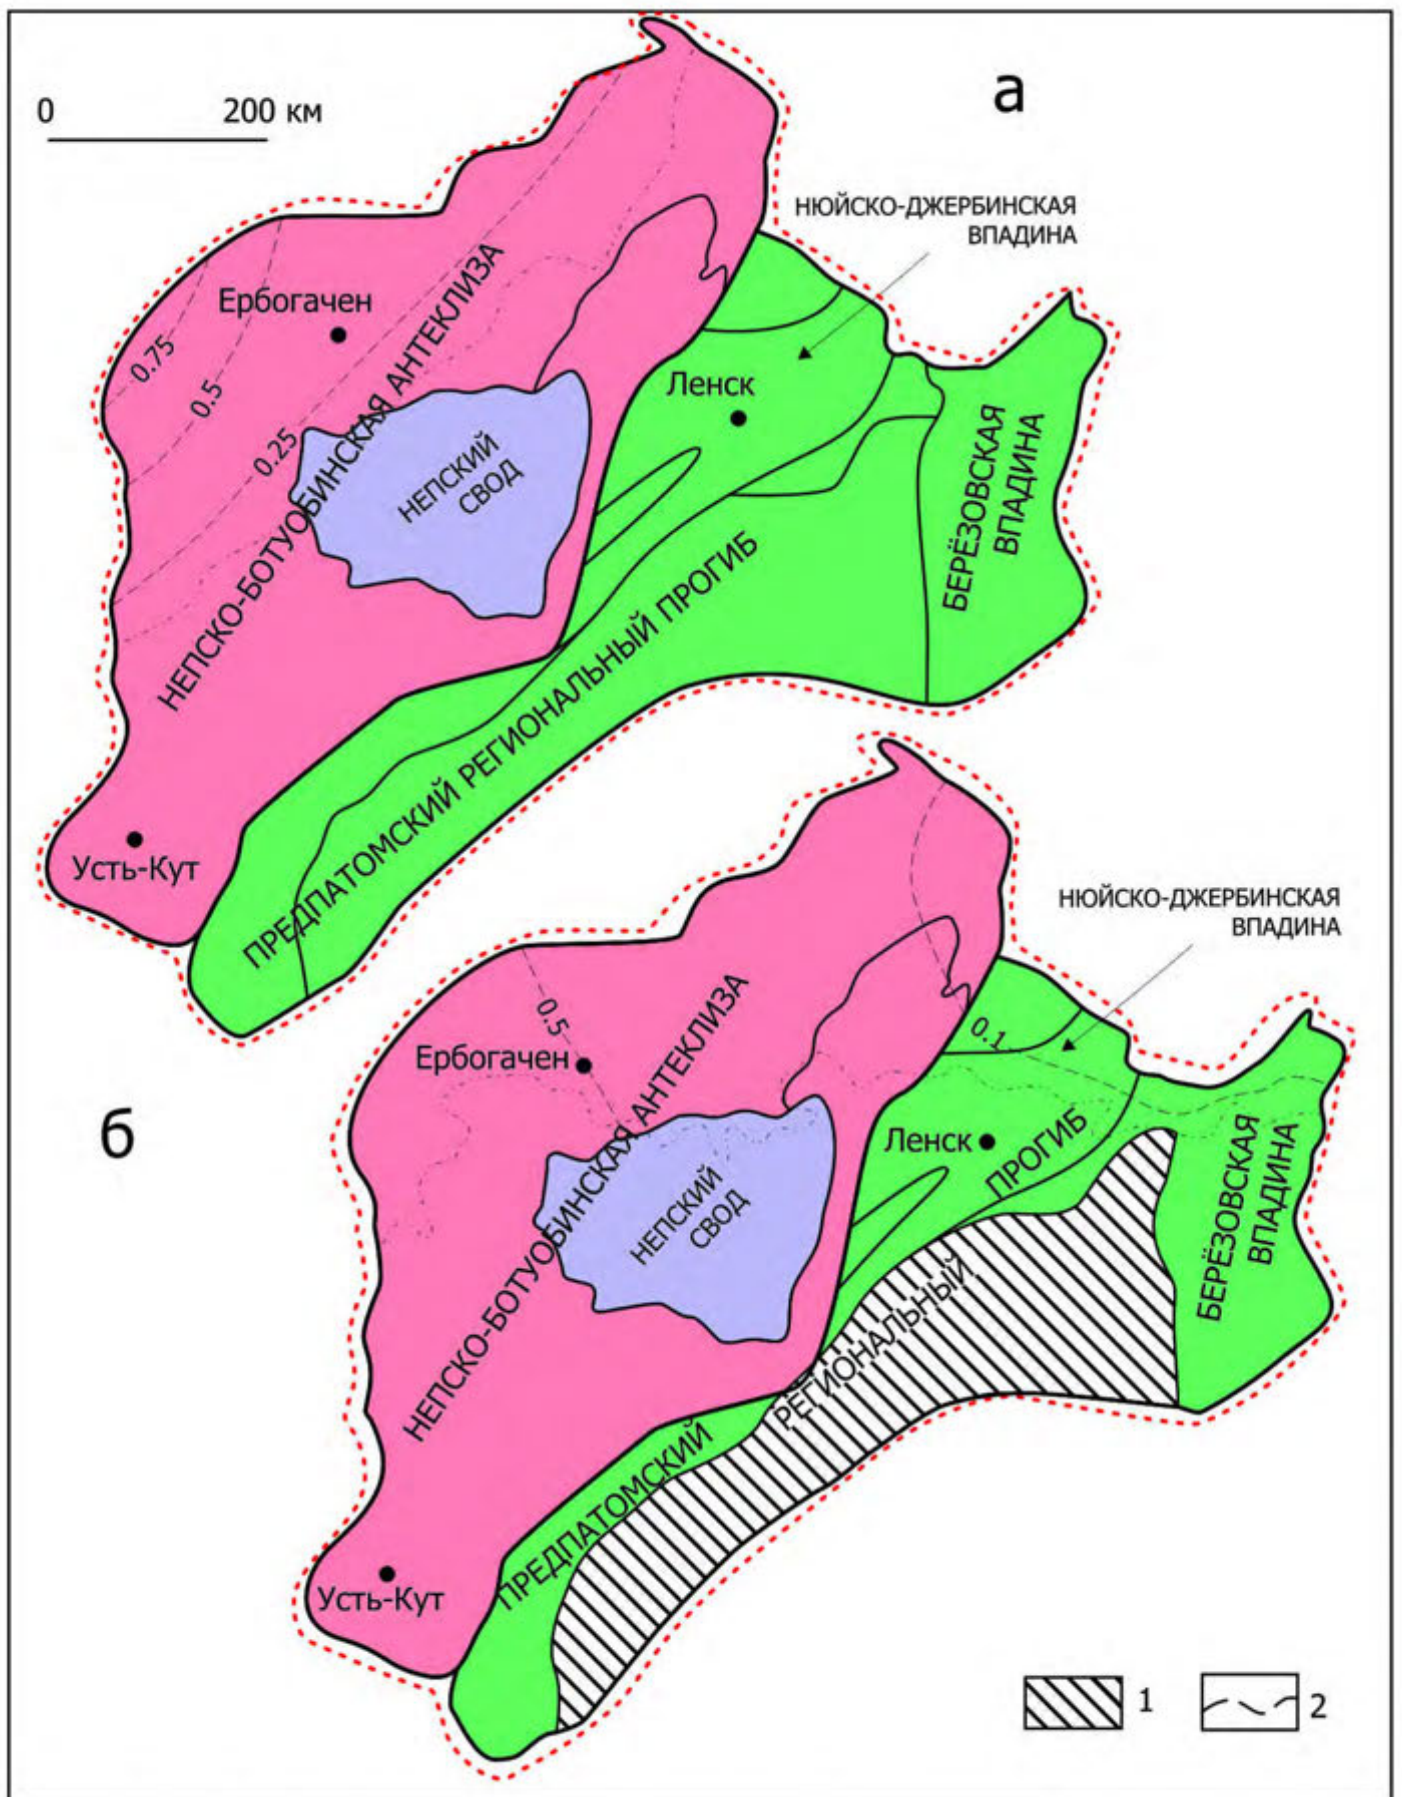 а
0 200 км
НЮЙСКО-ДЖЕРБИНСКАЯ
ВПАДИНА
Ербогачен
0.75
0.5
0.25
НЕПСКО-БОТУОБИНСКАЯ АНТЕКЛИЗА
НЕПСКИЙ
СВОД
Ленск
БЕРЁЗОВСКАЯ
ВПАДИНА
ПРЕДПАТОМСКИЙ РЕГИОНАЛЬНЫЙ ПРОГИБ
Усть-Кут
б
НЮЙСКО-ДЖЕРБИНСКАЯ
ВПАДИНА
0.5
0.1
Ербогачен
НЕПСКО-БОТУОБИНСКАЯ АНТЕКЛИЗА
НЕПСКИЙ
СВОД
Ленск
БЕРЁЗОВСКАЯ
ВПАДИНА
ПРЕДПАТОМСКИЙ РЕГИОНАЛЬНЫЙ ПРОГИБ
Усть-Кут
1 2